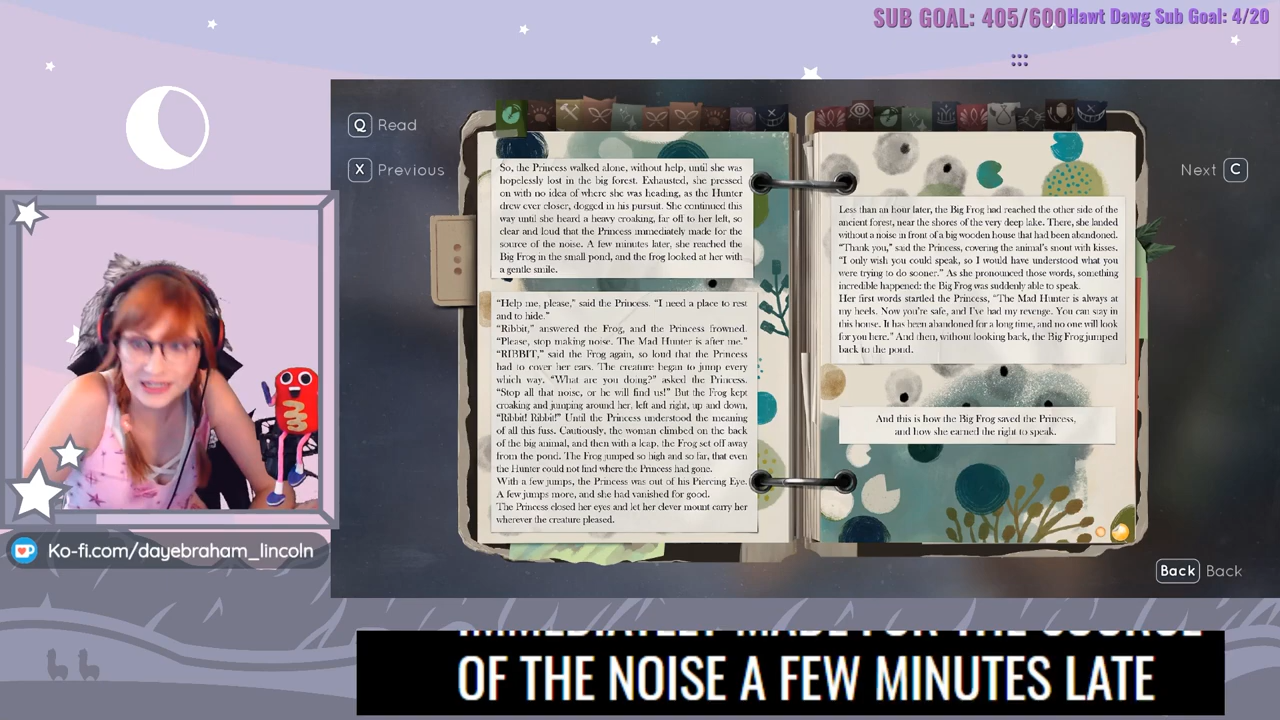 SUB GOAL: 405/600
Hawt Dawg Sub Goal: 4/20
Q Read
X Previous
Next C
So, the Princess walked alone, without help, until she was
hopelessly lost in the big forest. Exhausted, she pressed
on with no idea of where she was heading, as the Hunter
drew ever closer, dogged in his pursuit. She continued this
way until she heard a heavy croaking, far off to her left, so
clear and loud that the Princess immediately made for the
source of the noise. A few minutes later, she reached the
Big Frog in the small pond, and the frog looked at her with
a gentle smile.
"Help me, please," said the Princess. "I need a place to rest
and to hide."
"Ribbit," answered the Frog, and the Princess frowned.
"Please, stop making noise. The Mad Hunter is after me."
"RIBBIT," said the Frog again, so loud that the Princess
had to cover her ears. The creature began to jump every
which way. "What are you doing?" asked the Princess.
"Stop all that noise, or he will find us!" But the Frog kept
croaking and jumping around her, left and right, up and down,
"Ribbit! Ribbit!" Until the Princess understood the meaning
of all this fuss. Cautiously, the woman climbed on the back
of the big animal, and then with a leap, the Frog set off away
from the pond. The Frog jumped so high and so far, that even
the Hunter could not find where the Princess had gone.
With a few jumps, the Princess was out of his Piercing Eye.
A few jumps more, and she had vanished for good.
The Princess closed her eyes and let her clever mount carry her
wherever the creature pleased.
Less than an hour later, the Big Frog had reached the other side of the
ancient forest, near the shores of the very deep lake. There, she landed
without a noise in front of a big wooden house that had been abandoned.
"Thank you," said the Princess, covering the animal's snout with kisses.
"I only wish you could speak, so I would have understood what you
were trying to do sooner." As she pronounced those words, something
incredible happened: the Big Frog was suddenly able to speak.
Her first words startled the Princess, "The Mad Hunter is always at
my heels. Now you're safe, and I've had my revenge. You can stay in
this house. It has been abandoned for a long time, and no one will look
for you here." And then, without looking back, the Big Frog jumped
back to the pond.
And this is how the Big Frog saved the Princess,
and how she earned the right to speak.
Back Back
Ko-fi.com/dayebraham_lincoln
IMMEDIATELY MADE FOR THE SOURCE
OF THE NOISE A FEW MINUTES LATE